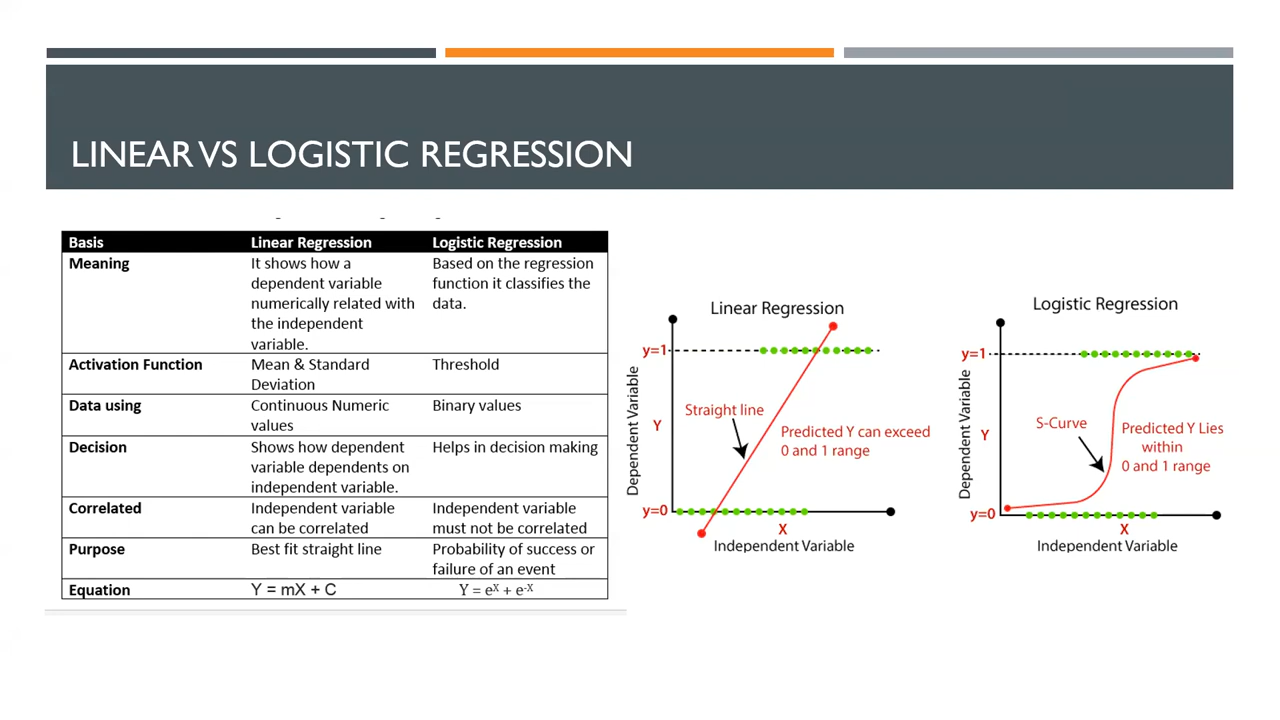 LINEAR VS LOGISTIC REGRESSION
Basis Linear Regression Logistic Regression
Meaning It shows how a Based on the regression
dependent variable function it classifies the
numerically related with data.
the independent
variable.
Activation Function Mean & Standard Threshold
Deviation
Data using Continuous Numeric Binary values
values
Decision Shows how dependent Helps in decision making
variable dependents on
independent variable.
Correlated Independent variable Independent variable
can be correlated must not be correlated
Purpose Best fit straight line Probability of success or
failure of an event
Equation Y = mX + C Y = eˣ + e⁻ˣ
Linear Regression
y=1
Dependent Variable
Y
Straight line
Predicted Y can exceed
0 and 1 range
y=0
X
Independent Variable
Logistic Regression
y=1
Dependent Variable
Y
S-Curve
Predicted Y Lies
within
0 and 1 range
y=0
X
Independent Variable